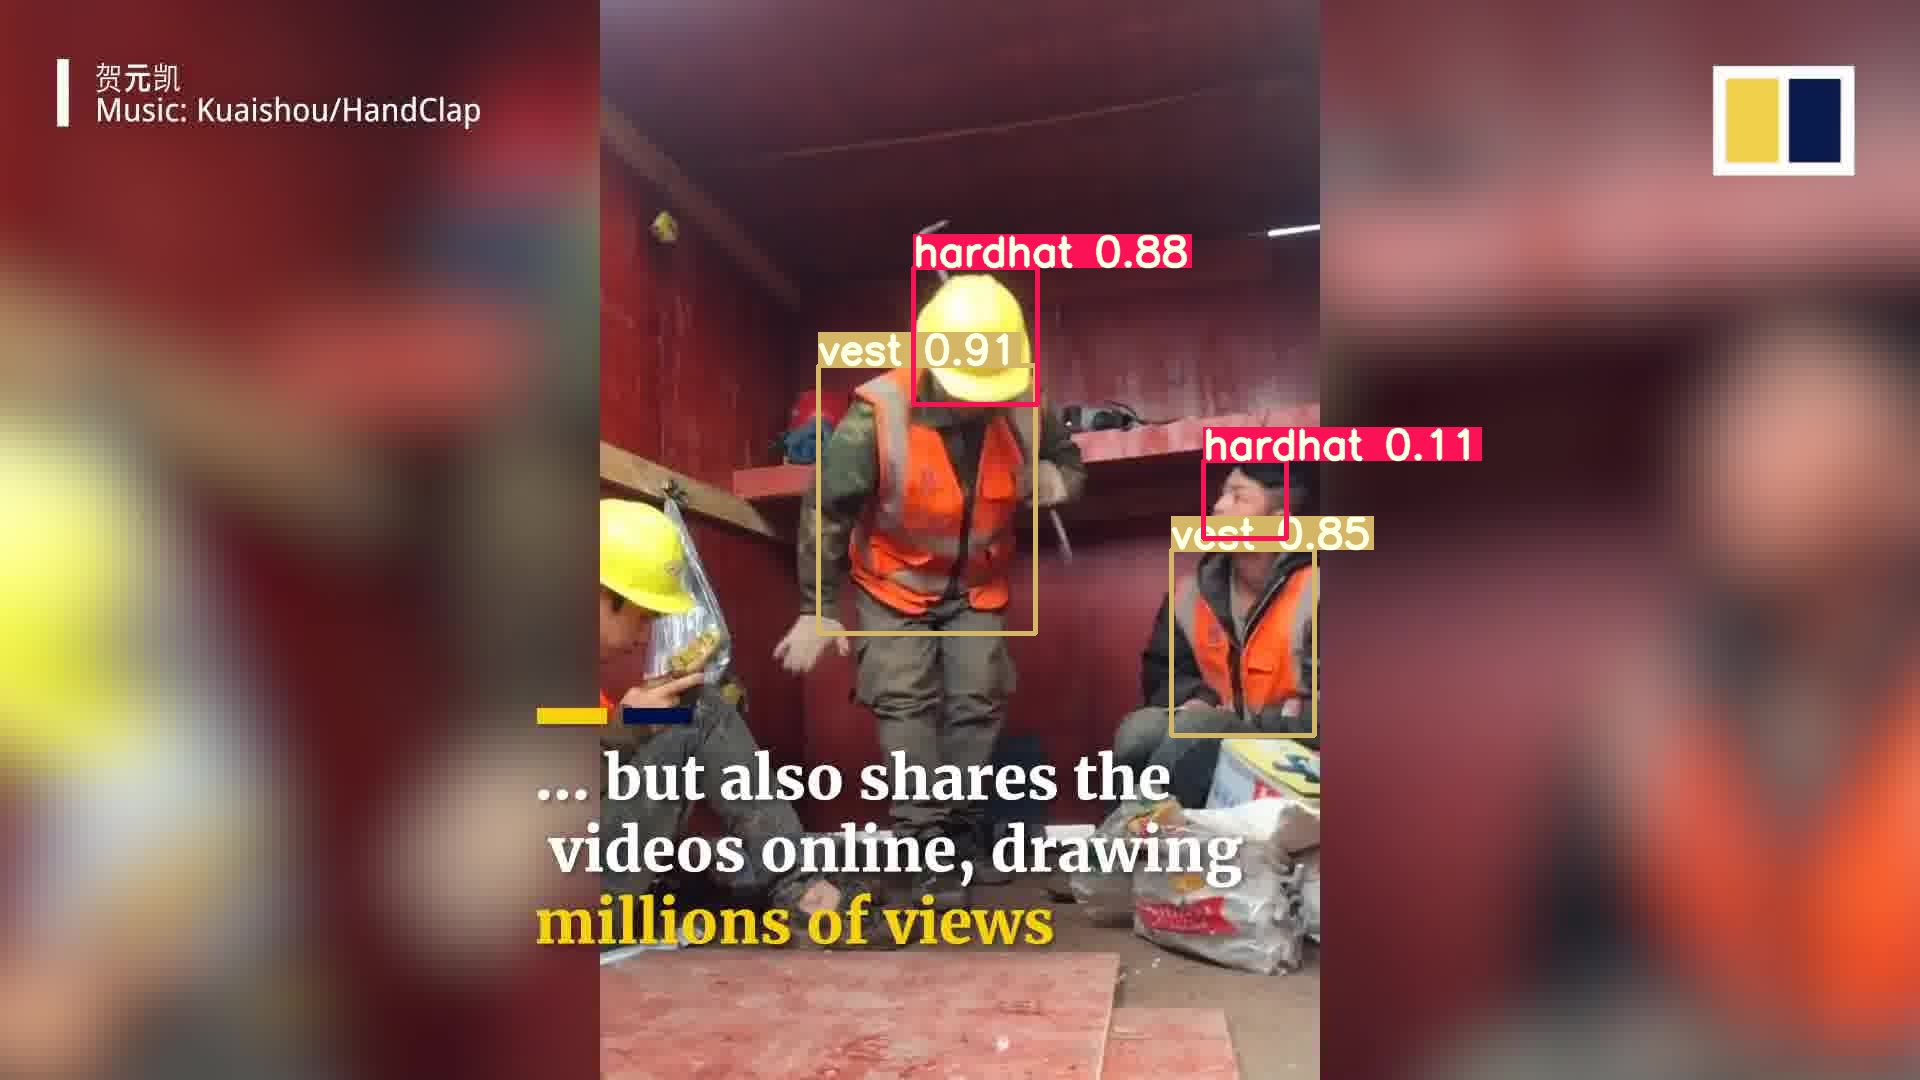 贺元凯
Music: Kuaishou/HandClap
hardhat 0.88
vest 0.91
hardhat 0.11
vest 0.85
... but also shares the
videos online, drawing
millions of views